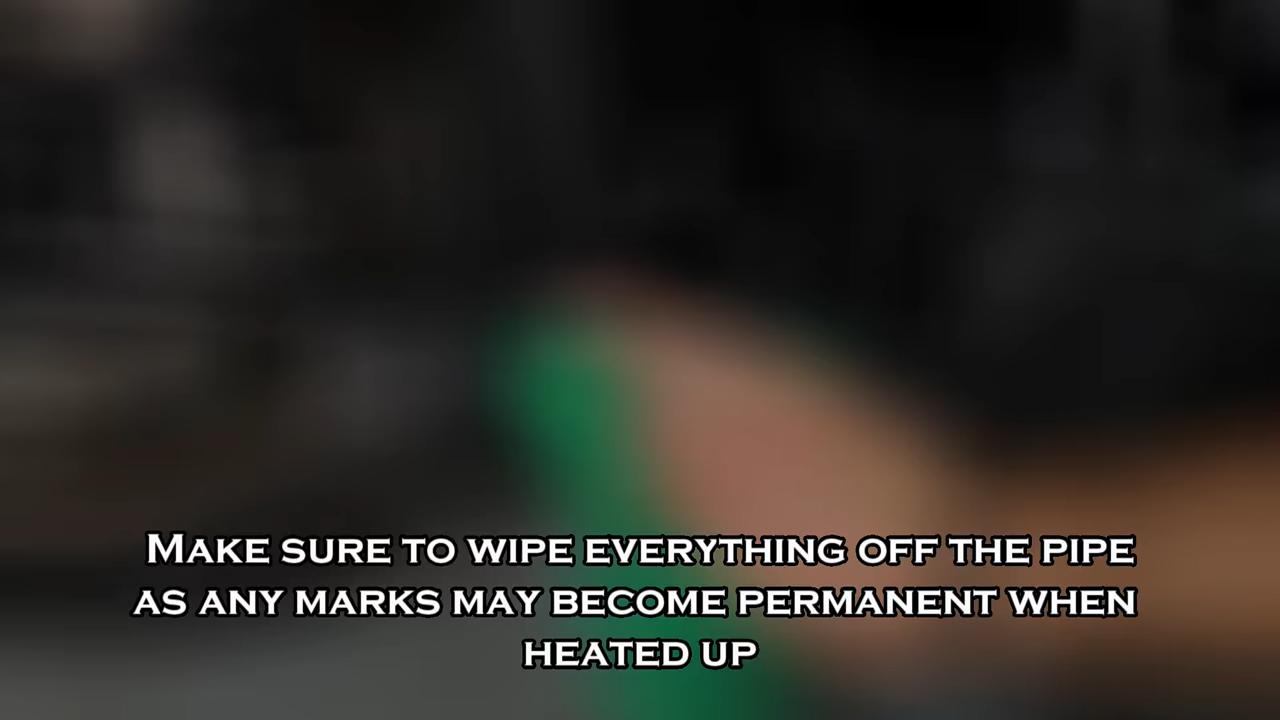 Make sure to wipe everything off the pipe
as any marks may become permanent when
heated up